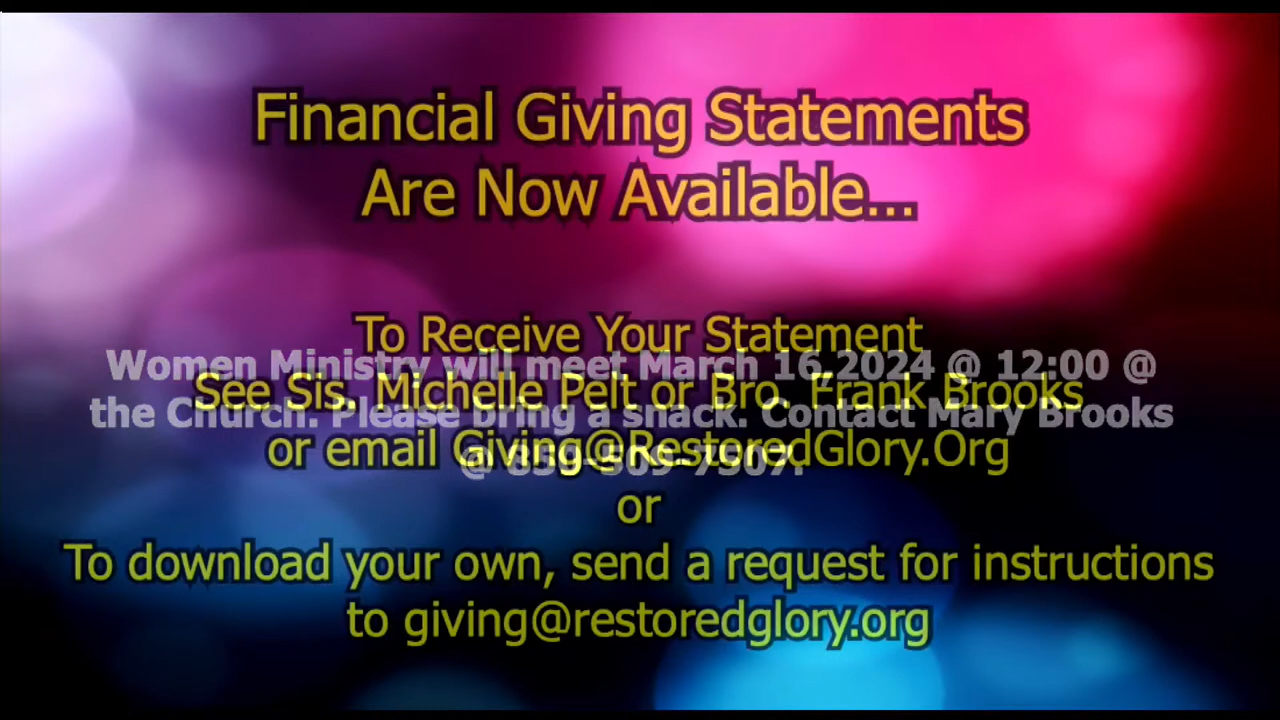 Financial Giving Statements
Are Now Available...
To Receive Your Statement
See Sis. Michelle Pelt or Bro. Frank Brooks
or email Giving@RestoredGlory.Org
or
To download your own, send a request for instructions
to giving@restoredglory.org
Women Ministry will meet March 16,2024 @ 12:00 @
the Church. Please bring a snack. Contact Mary Brooks
@